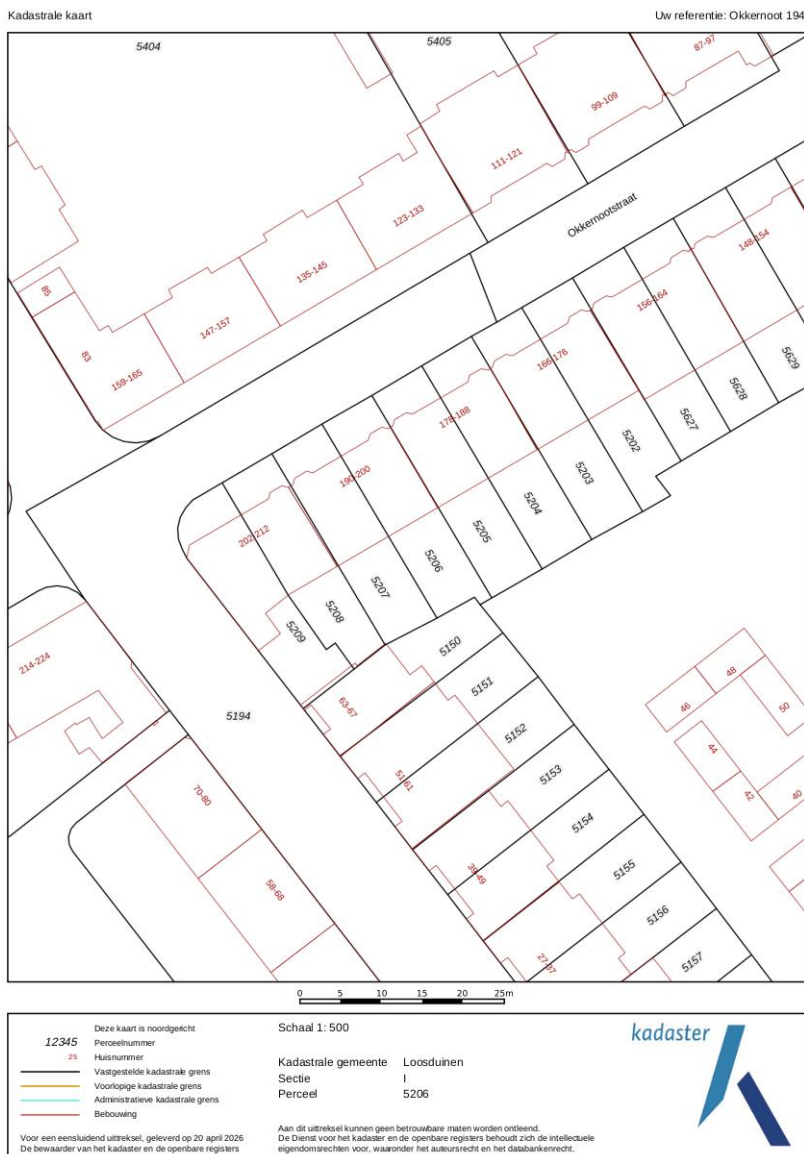 Kadastrale kaart
Uw referentie: Okkernoot 194
5404
5405
87-97
99-109
111-121
Okkernootstraat
123-133
135-145
148-154
85
147-157
156-164
83
159-165
166-176
5629
5628
178-188
5627
5202
190-200
5203
5204
202-212
5205
5206
5207
5208
5209
214-224
5150
63-67
5151
48
46
50
5194
5152
44
51-61
5153
70-80
42
40
5154
39-49
5155
58-68
5156
27-37
5157
0 5 10 15 20 25m
Deze kaart is noordgericht
12345 Perceelnummer
25 Huisnummer
Vastgestelde kadastrale grens
Voorlopige kadastrale grens
Administratieve kadastrale grens
Bebouwing
Voor een eensluidend uittreksel, geleverd op 20 april 2026
De bewaarder van het kadaster en de openbare registers
Schaal 1: 500
Kadastrale gemeente Loosduinen
Sectie I
Perceel 5206
Aan dit uittreksel kunnen geen betrouwbare maten worden ontleend.
De Dienst voor het kadaster en de openbare registers behoudt zich de intellectuele
eigendomsrechten voor, waaronder het auteursrecht en het databankenrecht.
kadaster